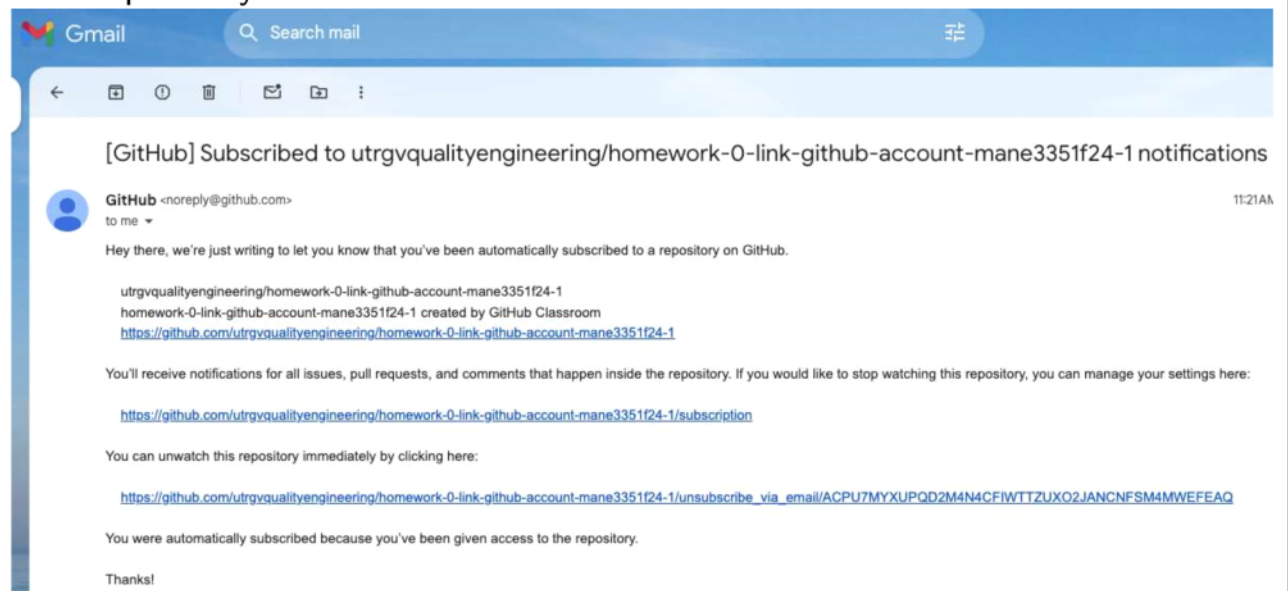 Gmail
Search mail
[GitHub] Subscribed to utrgvqualityengineering/homework-0-link-github-account-mane3351f24-1 notifications
GitHub <noreply@github.com>
11:21 AM
to me
Hey there, we're just writing to let you know that you've been automatically subscribed to a repository on GitHub.
utrgvqualityengineering/homework-0-link-github-account-mane3351f24-1
homework-0-link-github-account-mane3351f24-1 created by GitHub Classroom
https://github.com/utrgvqualityengineering/homework-0-link-github-account-mane3351f24-1
You'll receive notifications for all issues, pull requests, and comments that happen inside the repository. If you would like to stop watching this repository, you can manage your settings here:
https://github.com/utrgvqualityengineering/homework-0-link-github-account-mane3351f24-1/subscription
You can unwatch this repository immediately by clicking here:
https://github.com/utrgvqualityengineering/homework-0-link-github-account-mane3351f24-1/unsubscribe_via_email/ACPU7MYXUPQD2M4N4CFIWTTZUXO2JANCNFSM4MWEFEAQ
You were automatically subscribed because you've been given access to the repository.
Thanks!